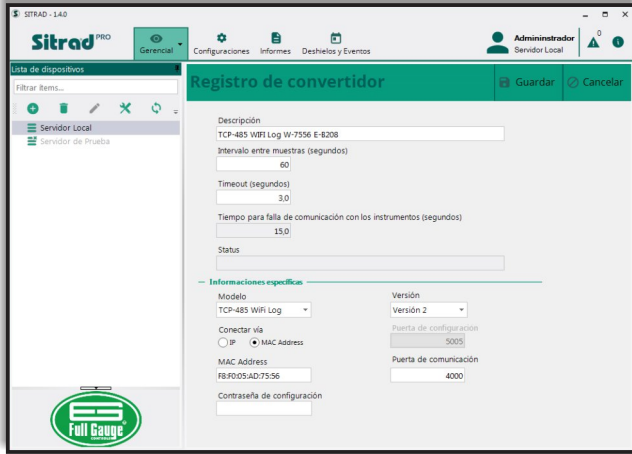 SITRAD - 1.4.0
Sitrad PRO
Gerencial
Configuraciones
Informes
Deshielos y Eventos
Admininstrador
Servidor Local
0
Lista de dispositivos
Filtrar ítems...
Servidor Local
Servidor de Prueba
Full Gauge
CONTROLS
Registro de convertidor
Guardar
Cancelar
Descripción
TCP-485 WIFI Log W-7556 E-8208
Intervalo entre muestras (segundos)
60
Timeout (segundos)
3,0
Tiempo para falla de comunicación con los instrumentos (segundos)
15,0
Status
Informaciones específicas
Modelo
Versión
TCP-485 WiFi Log
Versión 2
Conectar vía
Puerta de configuración
IP
MAC Address
5005
MAC Address
Puerta de comunicación
F8:F0:05:AD:75:56
4000
Contraseña de configuración